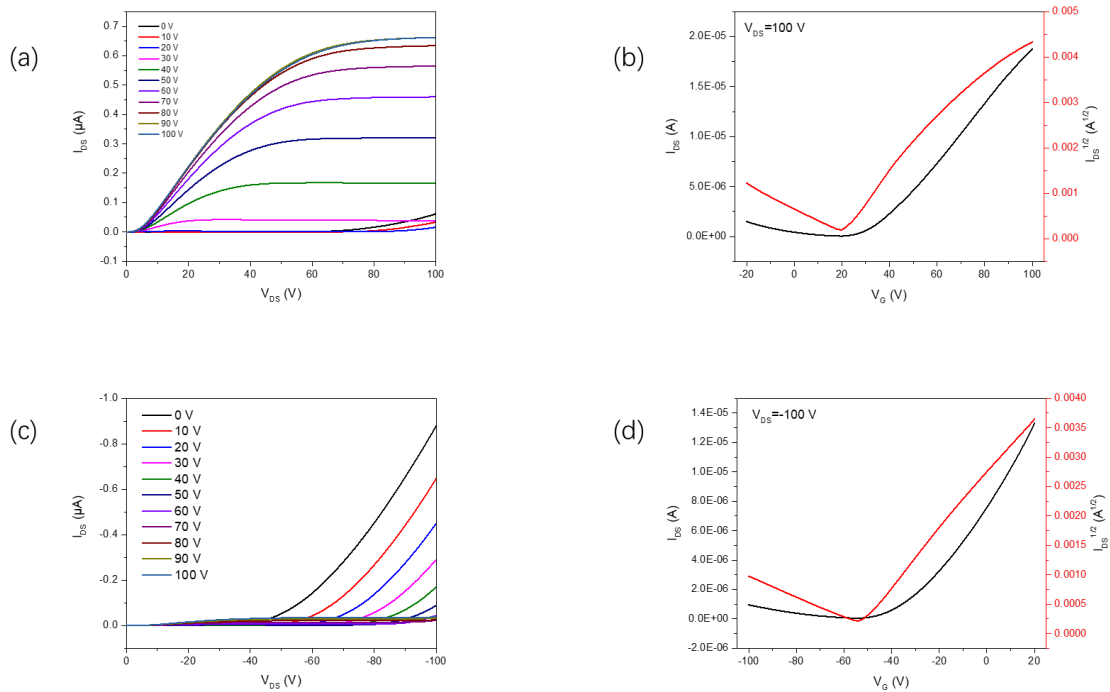 (a)
0.7
0.6
0.5
0.4
0.3
0.2
0.1
0.0
-0.1
I_DS (µA)
0 V
10 V
20 V
30 V
40 V
50 V
60 V
70 V
80 V
90 V
100 V
0 20 40 60 80 100
V_DS (V)
(b)
V_DS=100 V
2.0E-05
1.5E-05
1.0E-05
5.0E-06
0.0E+00
I_DS (A)
0.005
0.004
0.003
0.002
0.001
0.000
I_DS^1/2 (A^1/2)
-20 0 20 40 60 80 100
V_G (V)
(c)
-1.0
-0.8
-0.6
-0.4
-0.2
0.0
I_DS (µA)
0 V
10 V
20 V
30 V
40 V
50 V
60 V
70 V
80 V
90 V
100 V
0 -20 -30 -60 -80 -100
V_DS (V)
(d)
V_DS=-100 V
1.4E-05
1.2E-05
1.0E-05
8.0E-06
6.0E-06
4.0E-06
2.0E-06
0.0E+00
-2.0E-06
I_DS (A)
0.0040
0.0035
0.0030
0.0025
0.0020
0.0015
0.0010
0.0005
0.0000
I_DS^1/2 (A^1/2)
-100 -80 -60 -40 -20 0 20
V_G (V)